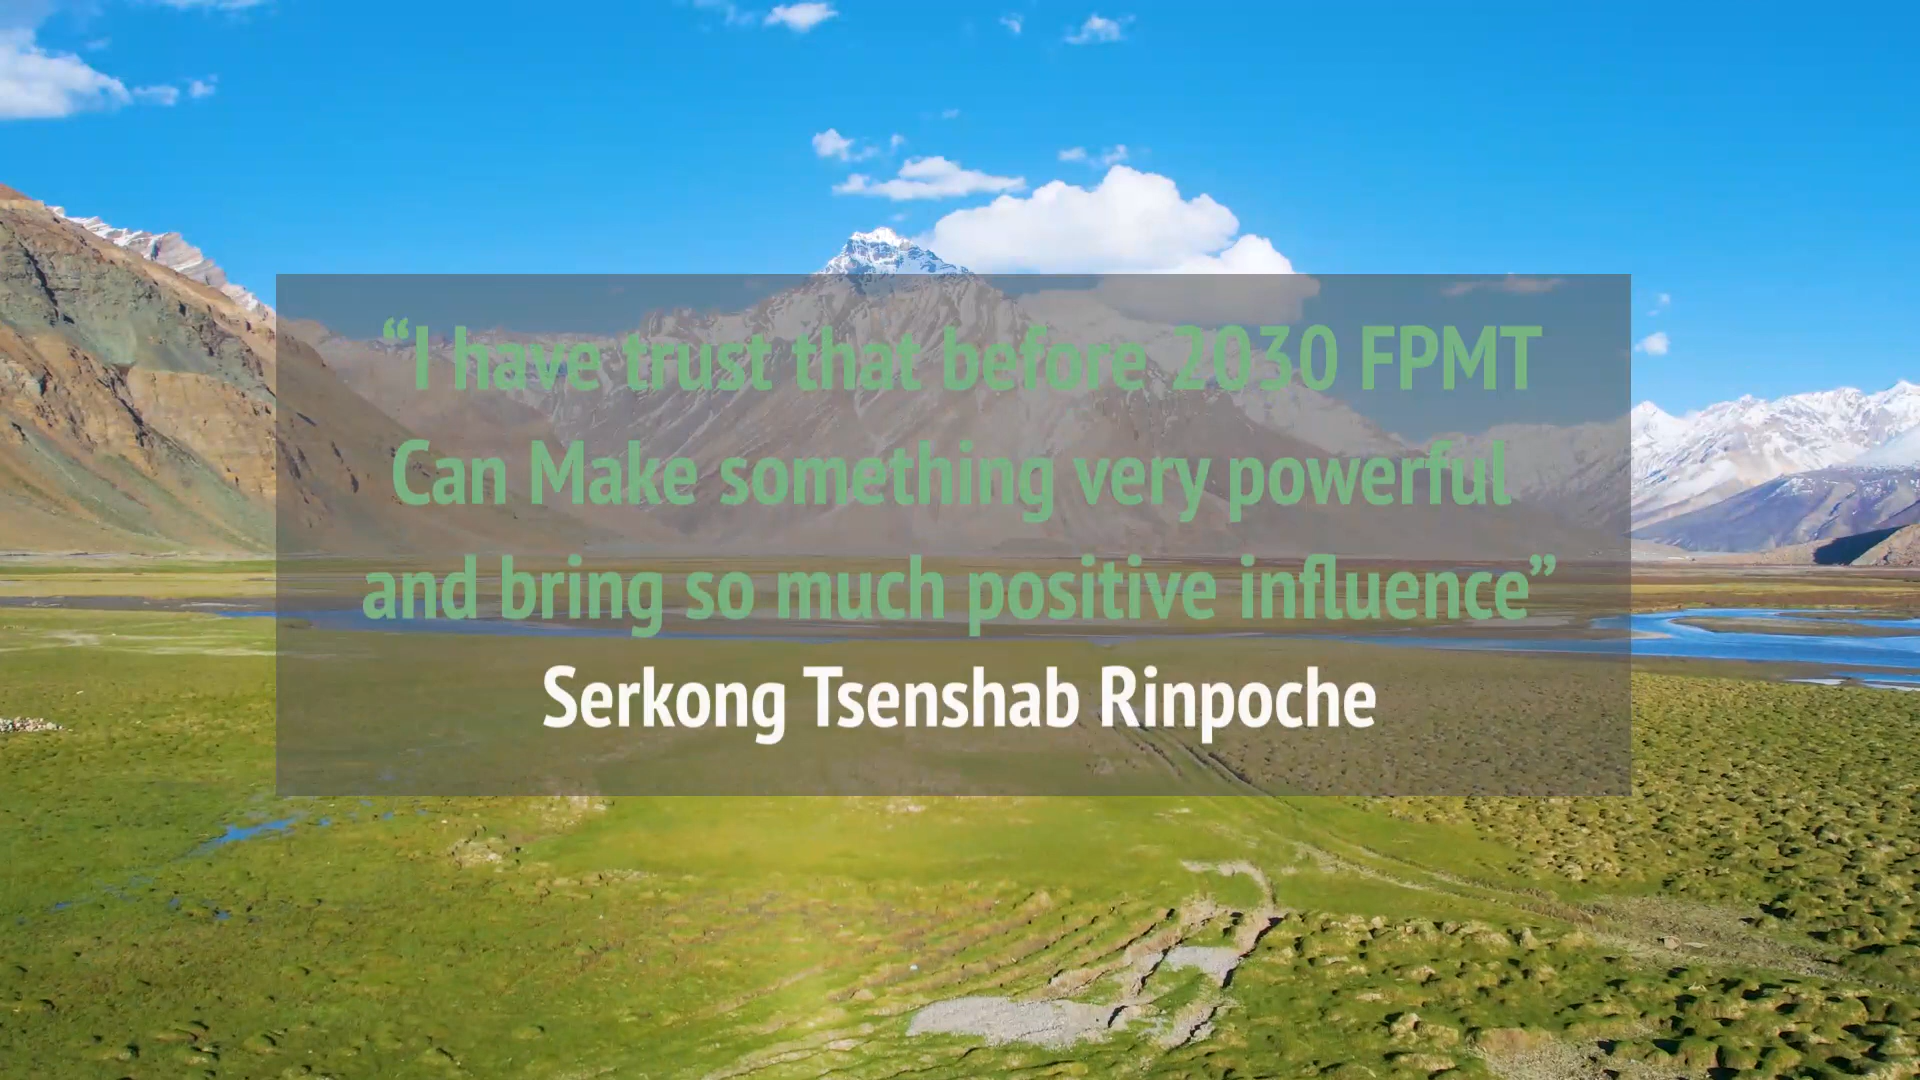 “I have trust that before 2030 FPMT
Can Make something very powerful
and bring so much positive influence”
Serkong Tsenshab Rinpoche